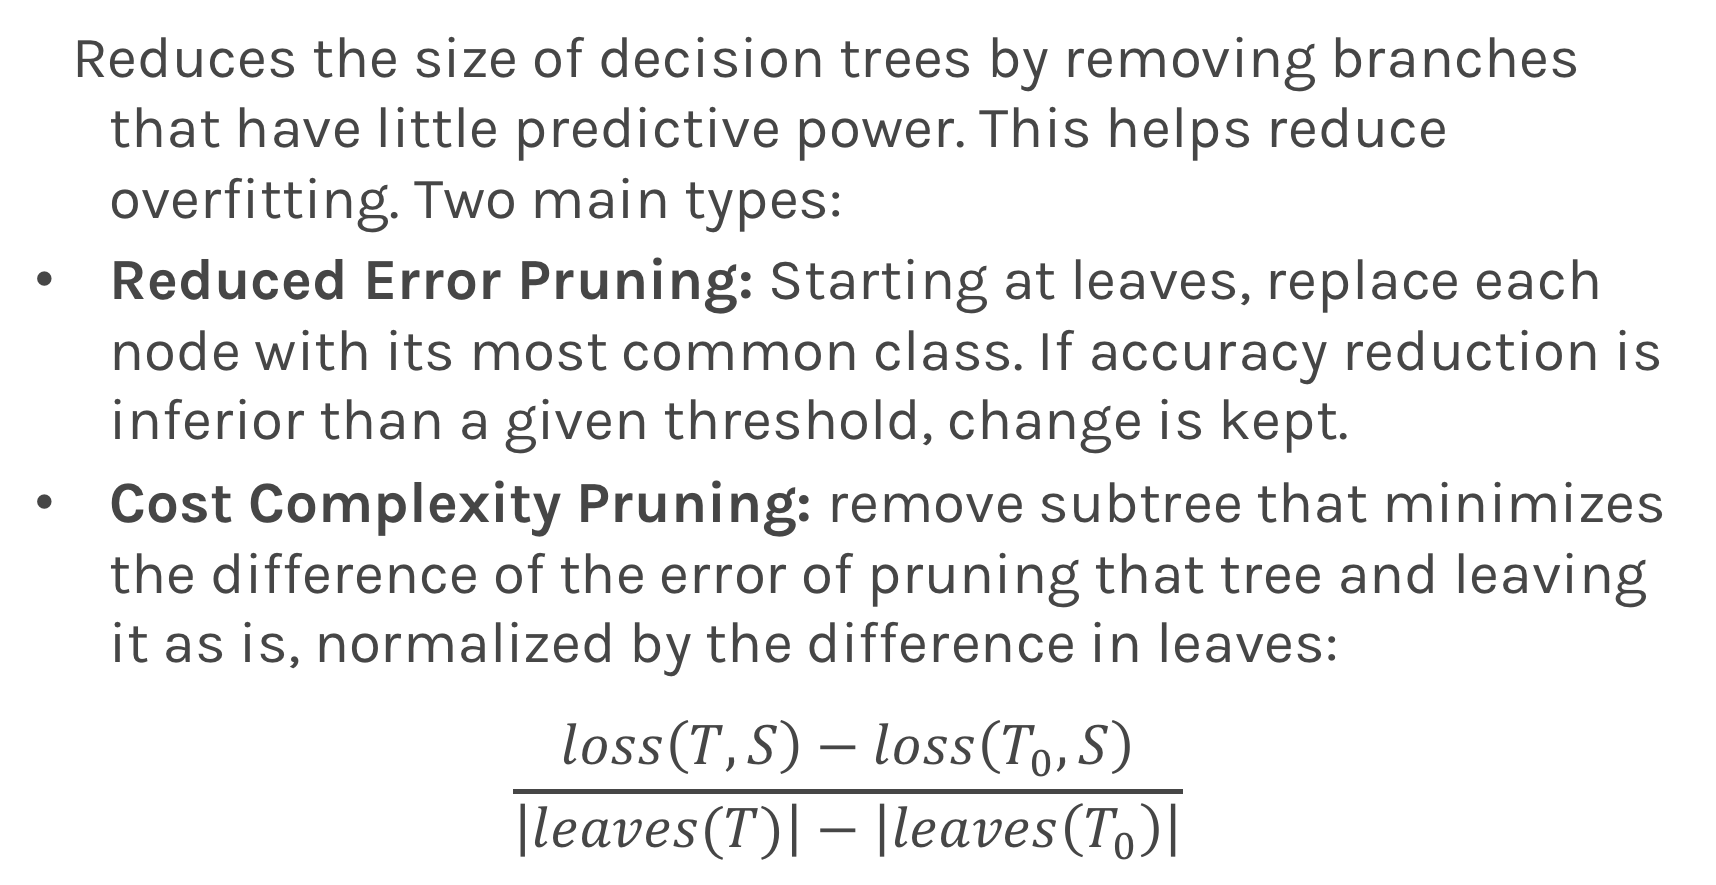 Reduces the size of decision trees by removing branches
that have little predictive power. This helps reduce
overfitting. Two main types:
• Reduced Error Pruning: Starting at leaves, replace each
node with its most common class. If accuracy reduction is
inferior than a given threshold, change is kept.
• Cost Complexity Pruning: remove subtree that minimizes
the difference of the error of pruning that tree and leaving
it as is, normalized by the difference in leaves:
loss(T, S) − loss(T₀, S)
|leaves(T)| − |leaves(T₀)|